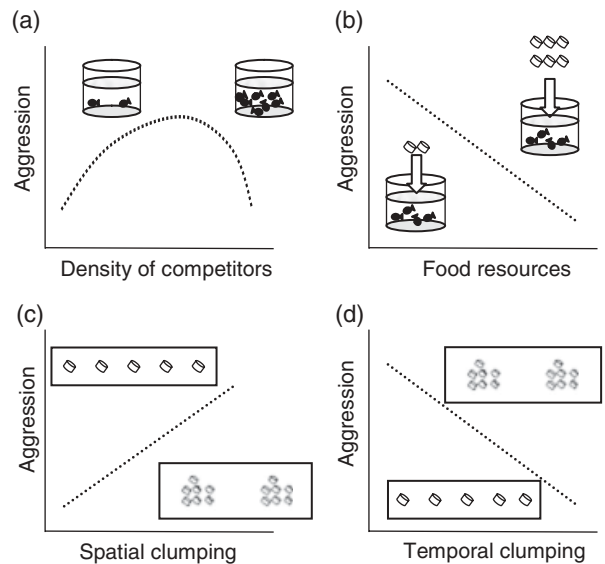 (a)
Aggression
Density of competitors
(b)
Aggression
Food resources
(c)
Aggression
Spatial clumping
(d)
Aggression
Temporal clumping